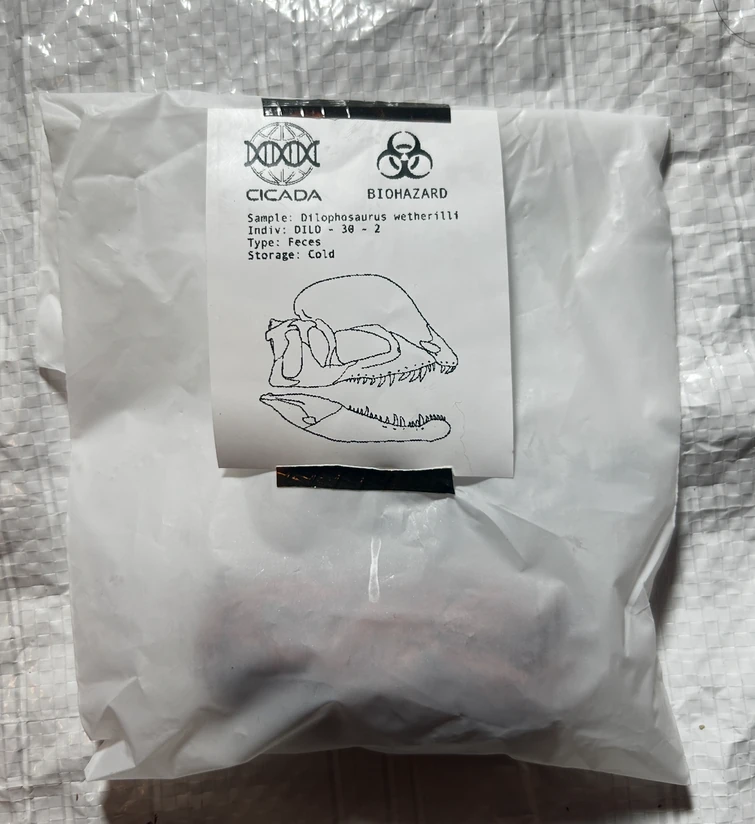 CICADA
BIOHAZARD
Sample: Dilophosaurus wetherilli
Indiv: DILO - 30 - 2
Type: Feces
Storage: Cold